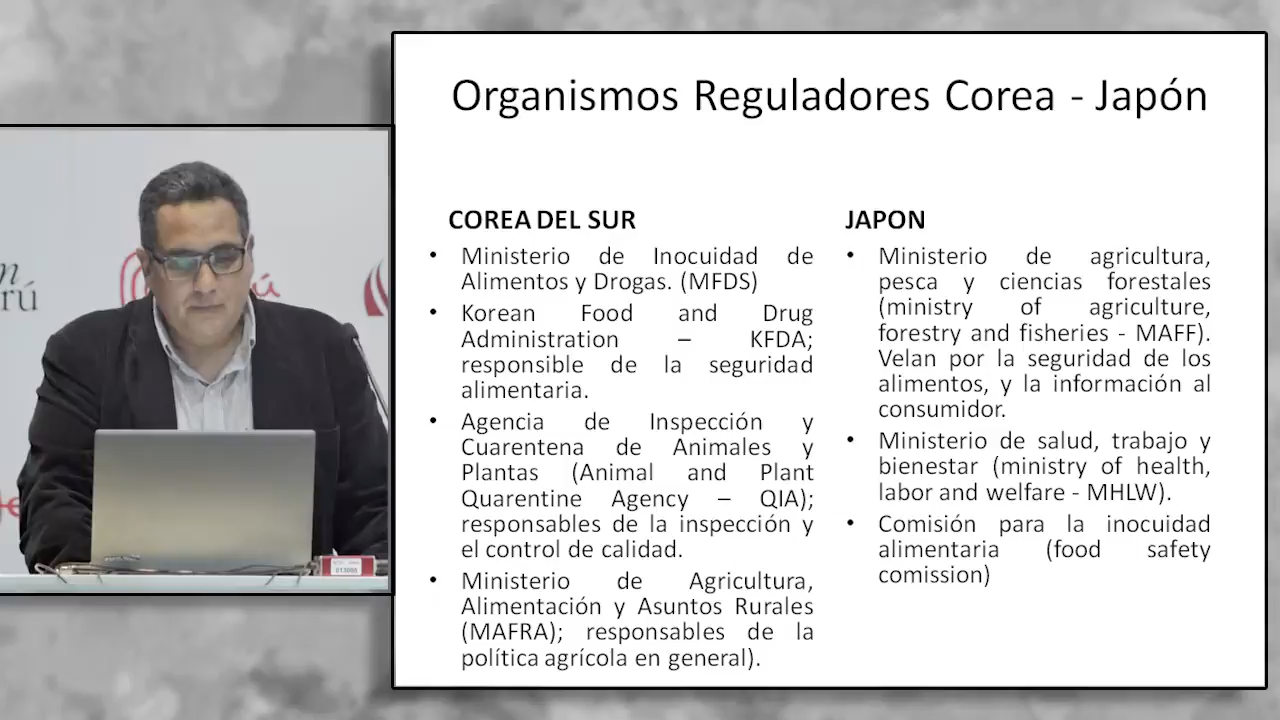 Organismos Reguladores Corea - Japón
COREA DEL SUR
• Ministerio de Inocuidad de
Alimentos y Drogas. (MFDS)
• Korean Food and Drug
Administration – KFDA;
responsible de la seguridad
alimentaria.
• Agencia de Inspección y
Cuarentena de Animales y
Plantas (Animal and Plant
Quarentine Agency – QIA);
responsables de la inspección y
el control de calidad.
• Ministerio de Agricultura,
Alimentación y Asuntos Rurales
(MAFRA); responsables de la
política agrícola en general).
JAPON
• Ministerio de agricultura,
pesca y ciencias forestales
(ministry of agriculture,
forestry and fisheries - MAFF).
Velan por la seguridad de los
alimentos, y la información al
consumidor.
• Ministerio de salud, trabajo y
bienestar (ministry of health,
labor and welfare - MHLW).
• Comisión para la inocuidad
alimentaria (food safety
comission)